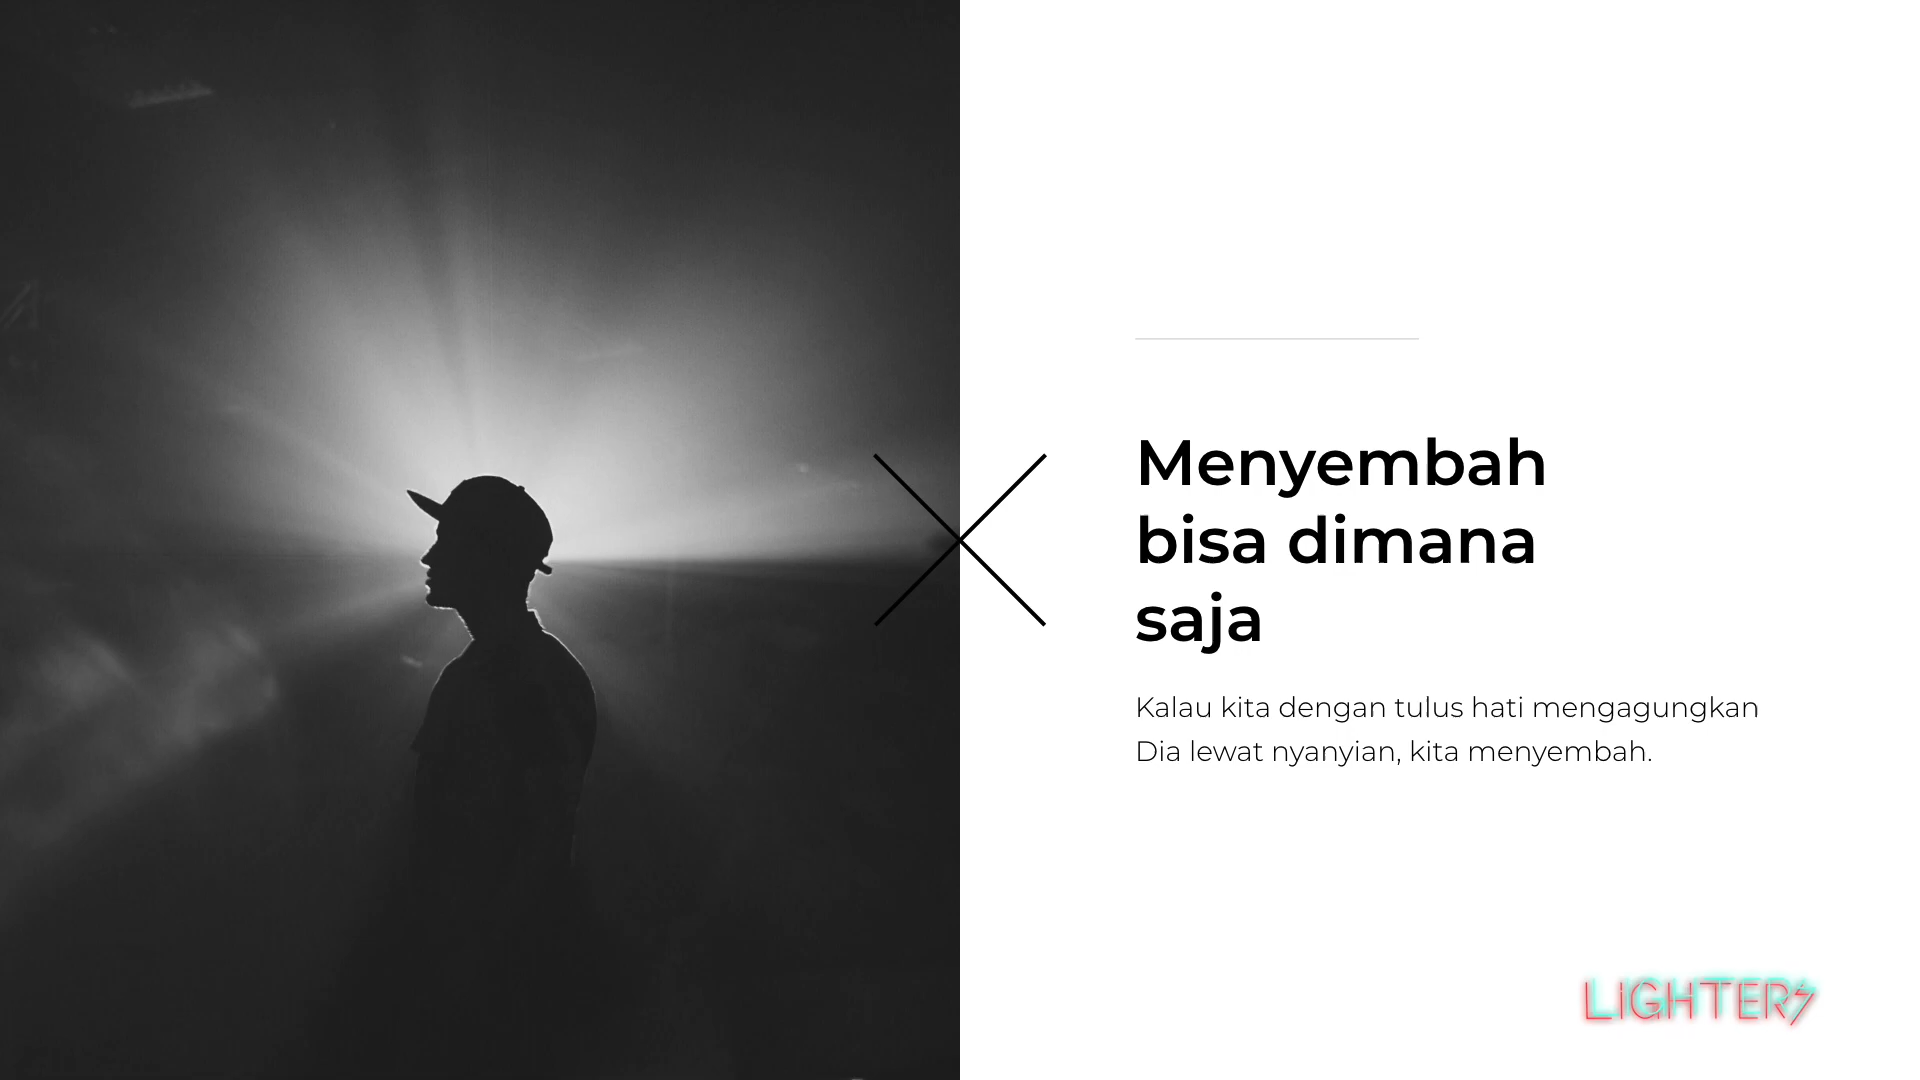 Menyembah
bisa dimana
saja
Kalau kita dengan tulus hati mengagungkan
Dia lewat nyanyian, kita menyembah.
LIGHTERS